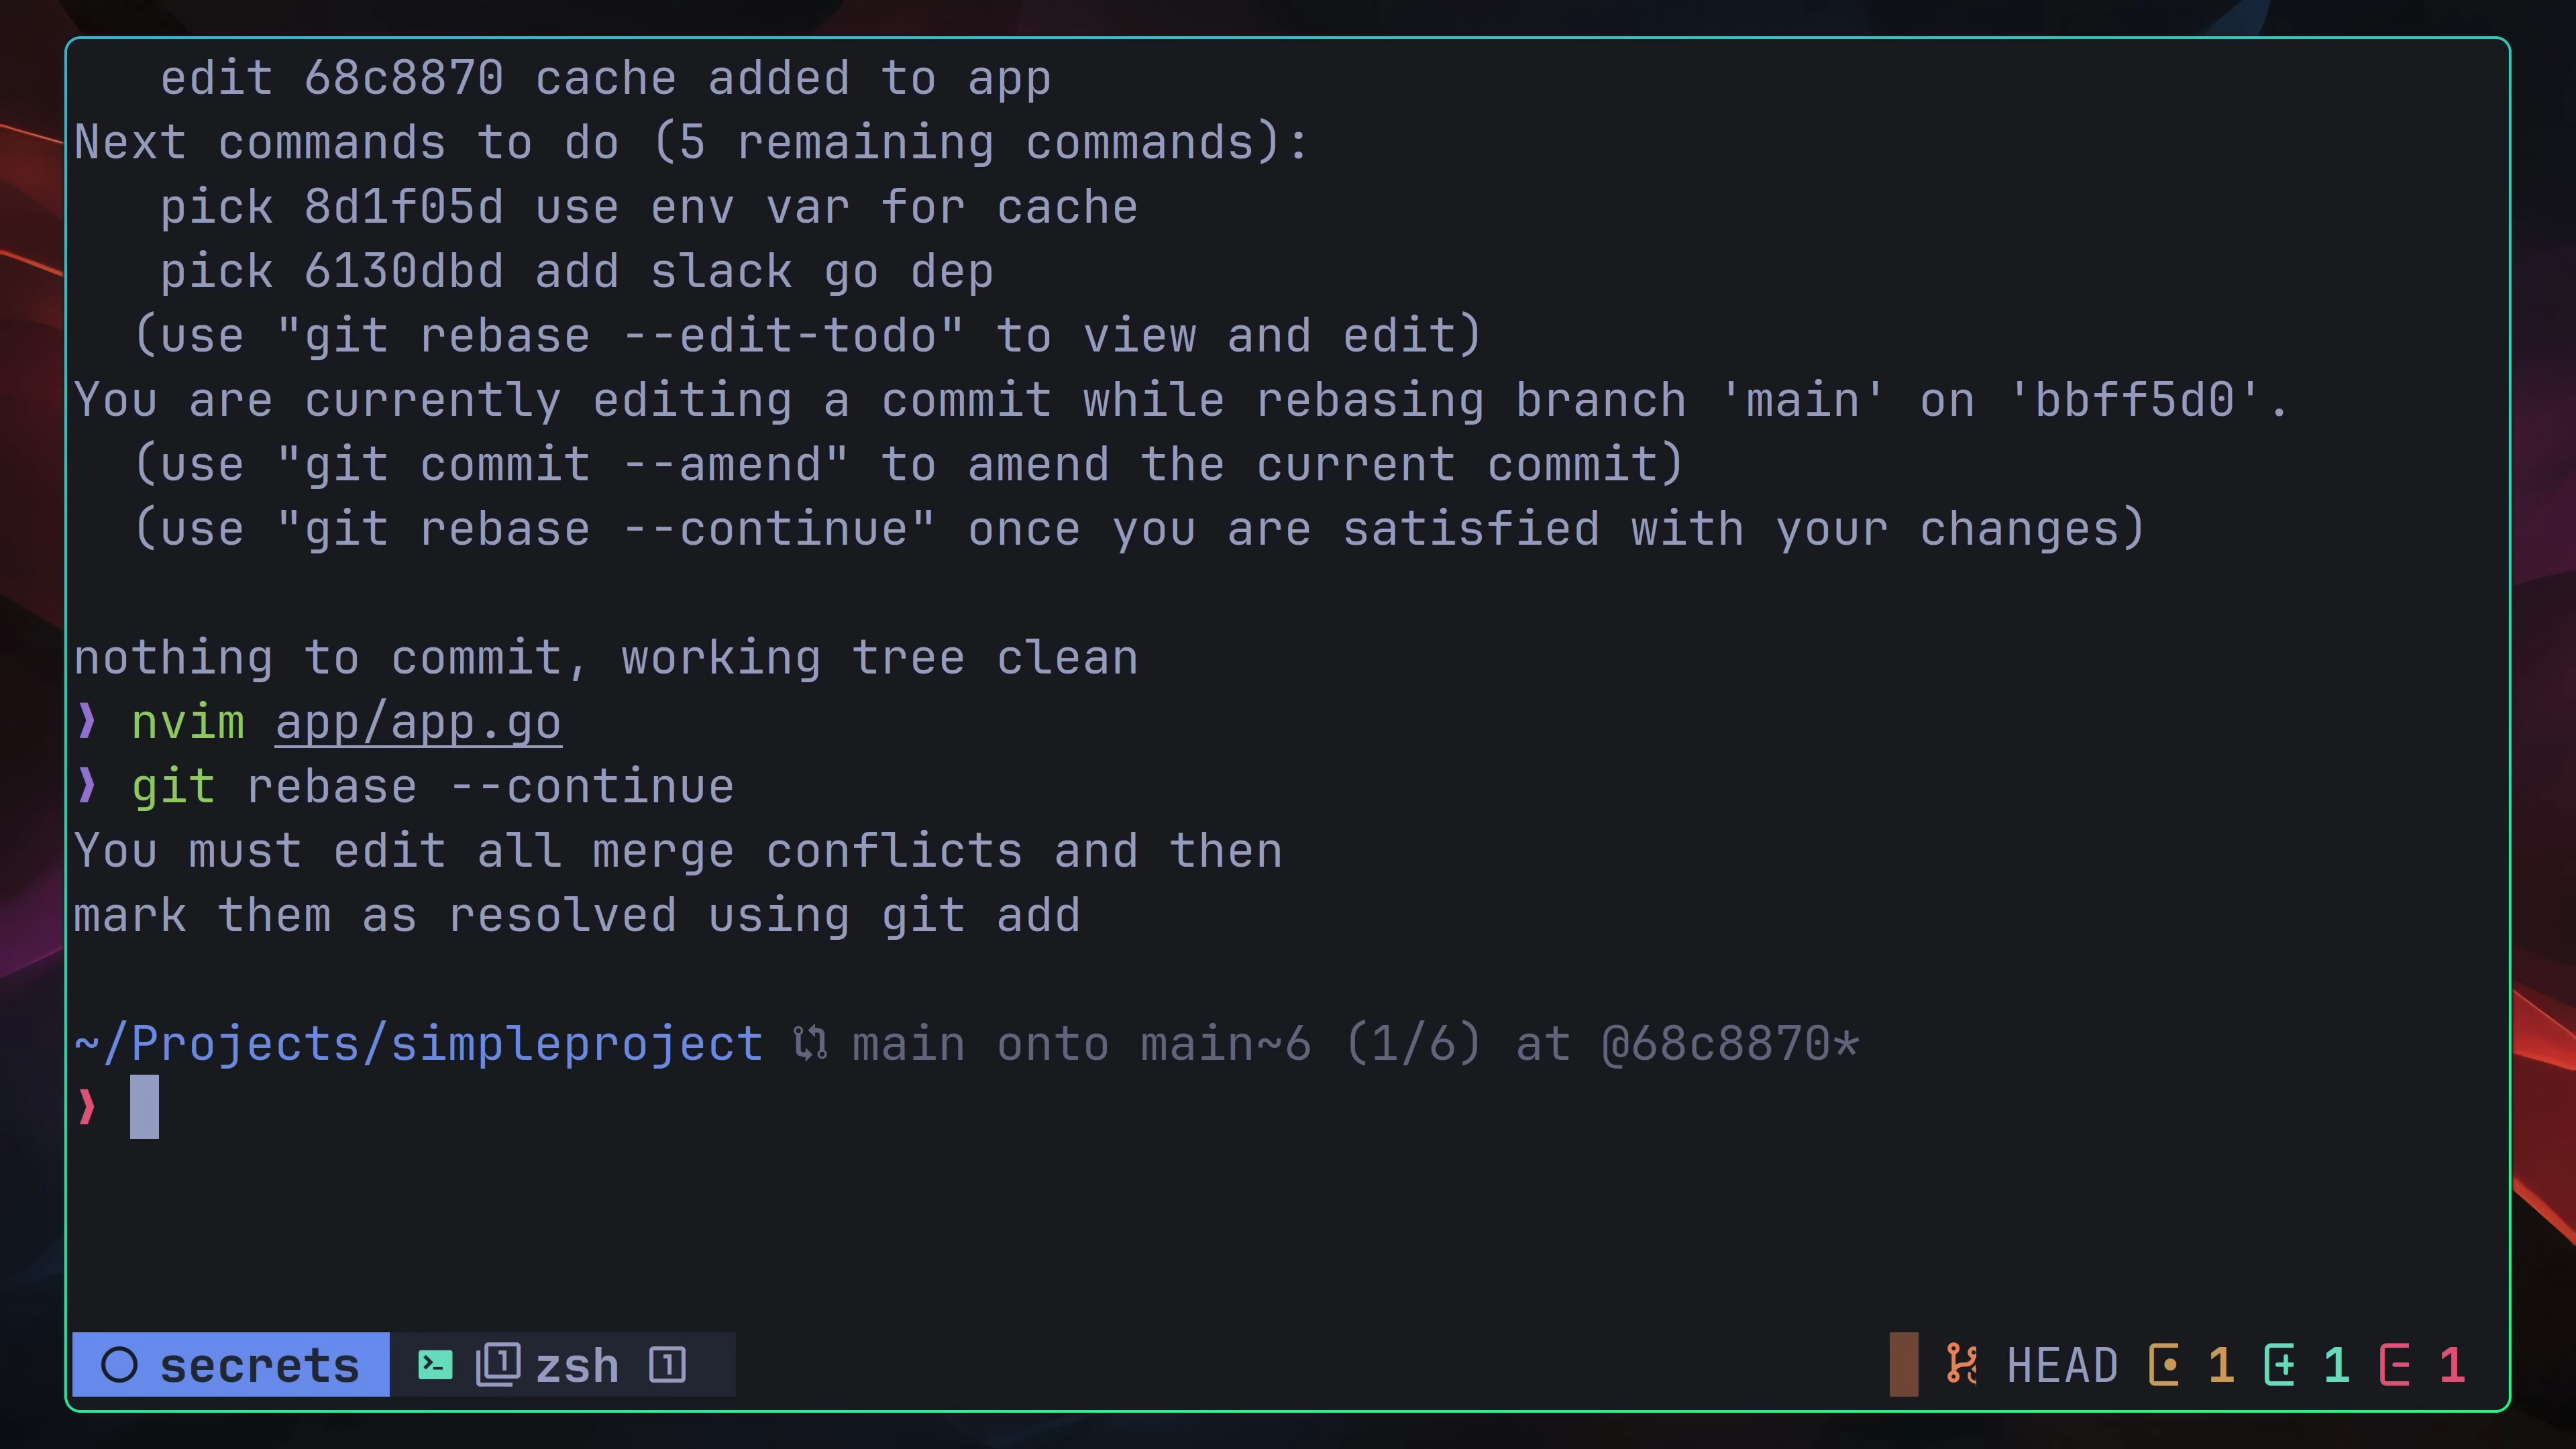 edit 68c8870 cache added to app
Next commands to do (5 remaining commands):
pick 8d1f05d use env var for cache
pick 6130dbd add slack go dep
(use "git rebase --edit-todo" to view and edit)
You are currently editing a commit while rebasing branch 'main' on 'bbff5d0'.
(use "git commit --amend" to amend the current commit)
(use "git rebase --continue" once you are satisfied with your changes)
nothing to commit, working tree clean
❯ nvim app/app.go
❯ git rebase --continue
You must edit all merge conflicts and then
mark them as resolved using git add
~/Projects/simpleproject main onto main~6 (1/6) at @68c8870*
❯
secrets 1 zsh 1 HEAD 1 1 1